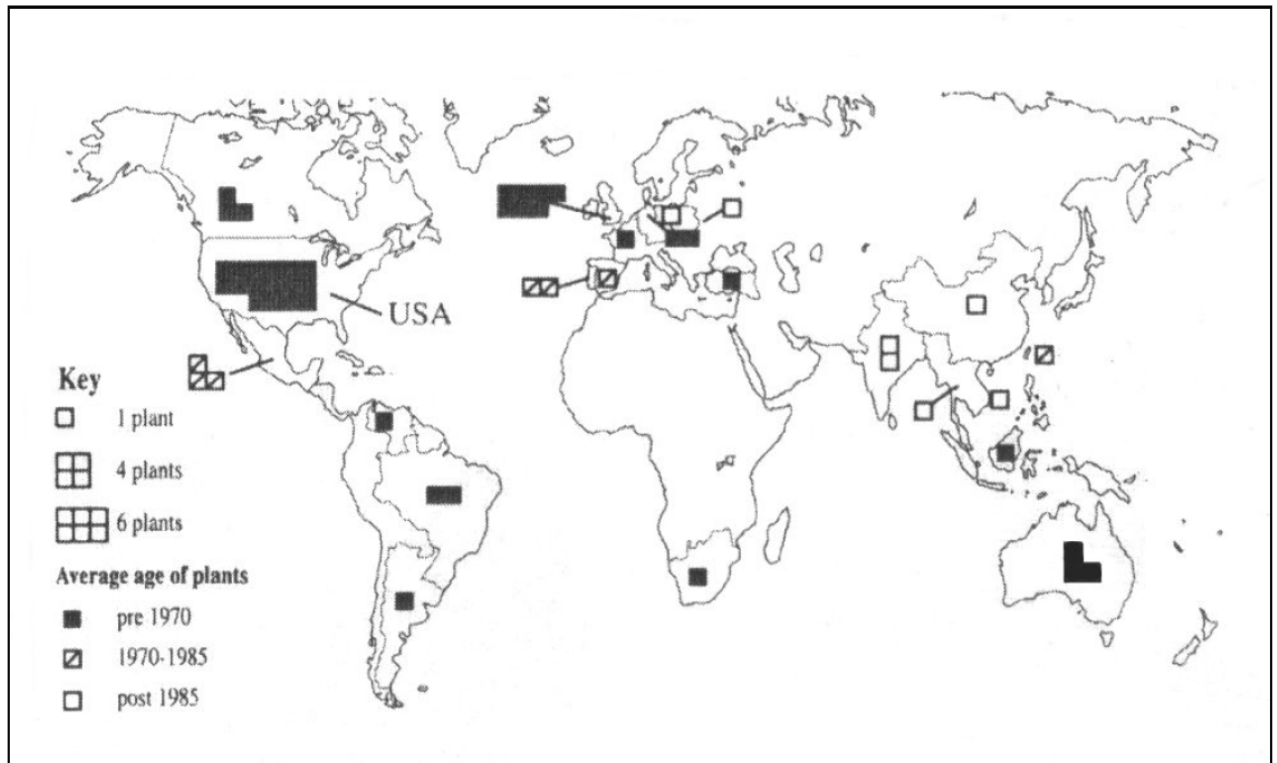 USA
Key
1 plant
4 plants
6 plants
Average age of plants
pre 1970
1970-1985
post 1985